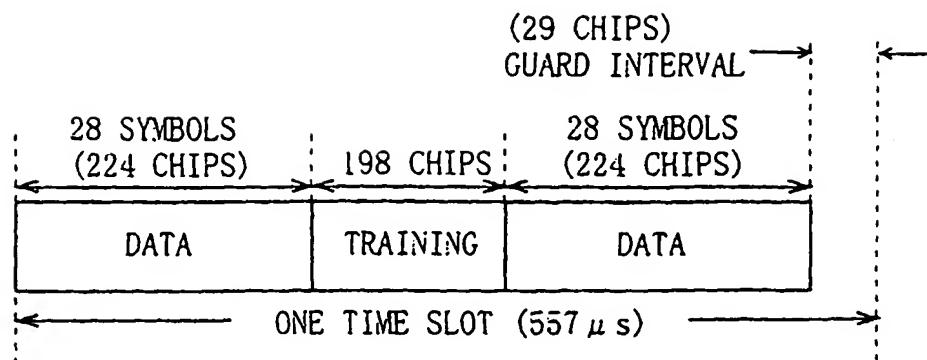 (29 CHIPS)
GUARD INTERVAL
28 SYMBOLS
(224 CHIPS)
198 CHIPS
28 SYMBOLS
(224 CHIPS)
DATA
TRAINING
DATA
ONE TIME SLOT (557μs)